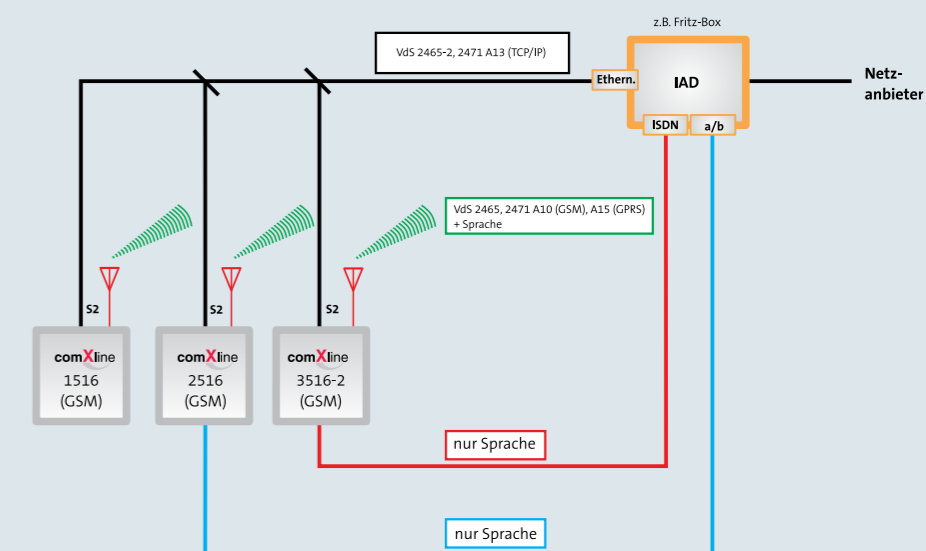 z.B. Fritz-Box
VdS 2465-2, 2471 A13 (TCP/IP)
Ethern.
IAD
Netz-
anbieter
ISDN
a/b
VdS 2465, 2471 A10 (GSM), A15 (GPRS)
+ Sprache
S2
S2
S2
comXline
1516
(GSM)
comXline
2516
(GSM)
comXline
3516-2
(GSM)
nur Sprache
nur Sprache